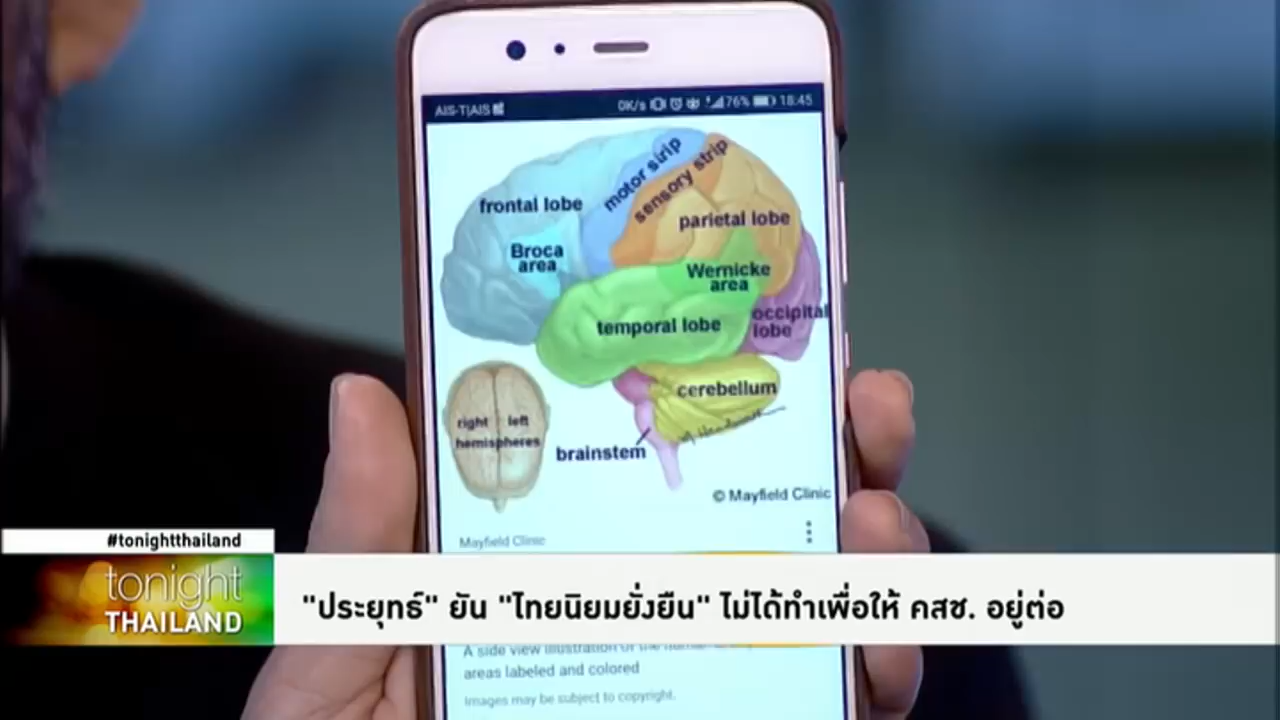 AIS-T|AIS
0K/s 76% 18:45
motor strip
sensory strip
frontal lobe
parietal lobe
Broca
area
Wernicke
area
occipital
lobe
temporal lobe
cerebellum
right left
hemispheres
brainstem
© Mayfield Clinic
Mayfield Clinic
#tonightthailand
tonight
THAILAND
"ประยุทธ์" ยัน "ไทยนิยมยั่งยืน" ไม่ได้ทำเพื่อให้ คสช. อยู่ต่อ
A side view illustration of the
areas labeled and colored
Images may be subject to copyright.